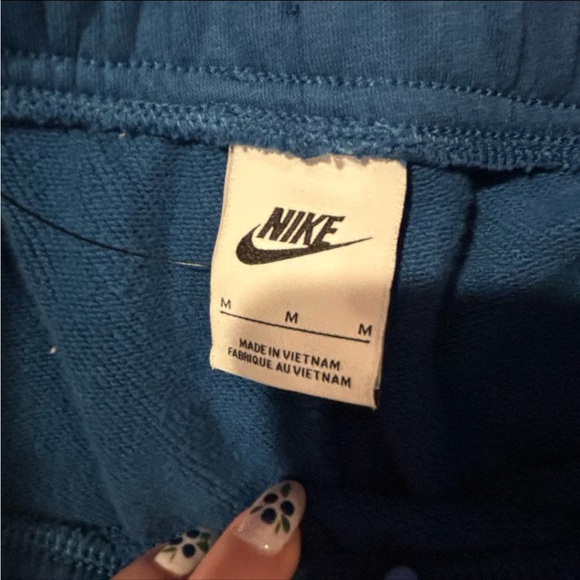 NIKE
M M M
MADE IN VIETNAM
FABRIQUE AU VIETNAM